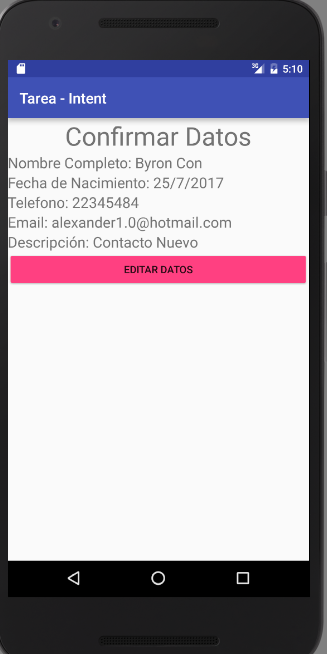 3G 5:10
Tarea - Intent
Confirmar Datos
Nombre Completo: Byron Con
Fecha de Nacimiento: 25/7/2017
Telefono: 22345484
Email: alexander1.0@hotmail.com
Descripción: Contacto Nuevo
EDITAR DATOS